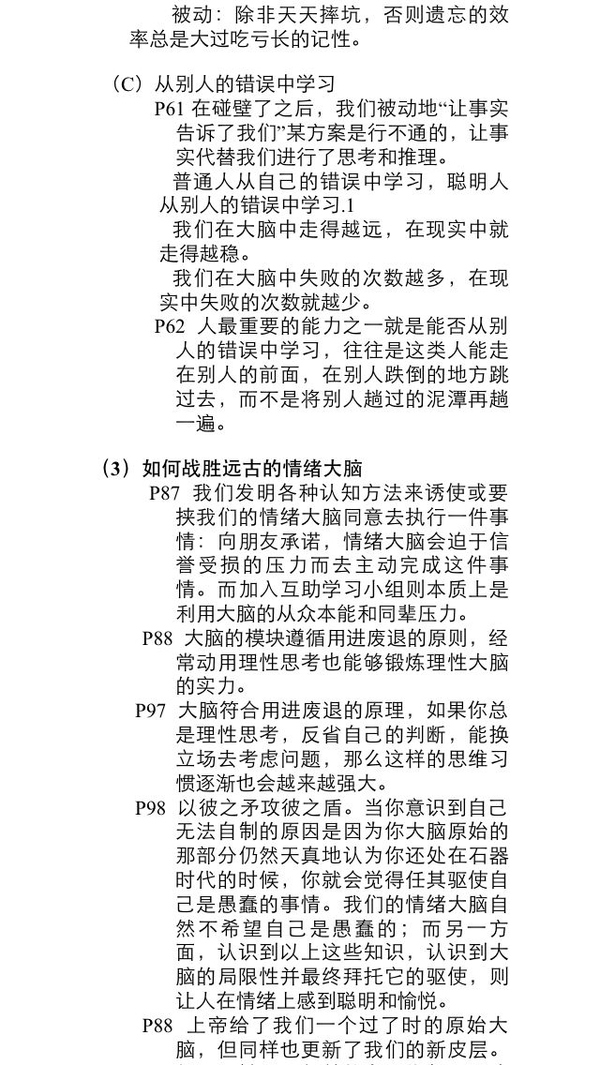 被动：除非天天摔坑，否则遗忘的效
率总是大过吃亏长的记性。
（C）从别人的错误中学习
P61 在碰壁了之后，我们被动地“让事实
告诉了我们”某方案是行不通的，让事
实代替我们进行了思考和推理。
普通人从自己的错误中学习，聪明人
从别人的错误中学习.1
我们在大脑中走得越远，在现实中就
走得越稳。
我们在大脑中失败的次数越多，在现
实中失败的次数就越少。
P62 人最重要的能力之一就是能否从别
人的错误中学习，往往是这类人能走
在别人的前面，在别人跌倒的地方跳
过去，而不是将别人趟过的泥潭再趟
一遍。
（3）如何战胜远古的情绪大脑
P87 我们发明各种认知方法来诱使或要
挟我们的情绪大脑同意去执行一件事
情：向朋友承诺，情绪大脑会迫于信
誉受损的压力而去主动完成这件事
情。而加入互助学习小组则本质上是
利用大脑的从众本能和同辈压力。
P88 大脑的模块遵循用进废退的原则，经
常动用理性思考也能够锻炼理性大脑
的实力。
P97 大脑符合用进废退的原理，如果你总
是理性思考，反省自己的判断，能换
立场去考虑问题，那么这样的思维习
惯逐渐也会越来越强大。
P98 以彼之矛攻彼之盾。当你意识到自己
无法自制的原因是因为你大脑原始的
那部分仍然天真地认为你还处在石器
时代的时候，你就会觉得任其驱使自
己是愚蠢的事情。我们的情绪大脑自
然不希望自己是愚蠢的；而另一方
面，认识到以上这些知识，认识到大
脑的局限性并最终拜托它的驱使，则
让人在情绪上感到聪明和愉悦。
P88 上帝给了我们一个过了时的原始大
脑，但同样也更新了我们的新皮层。